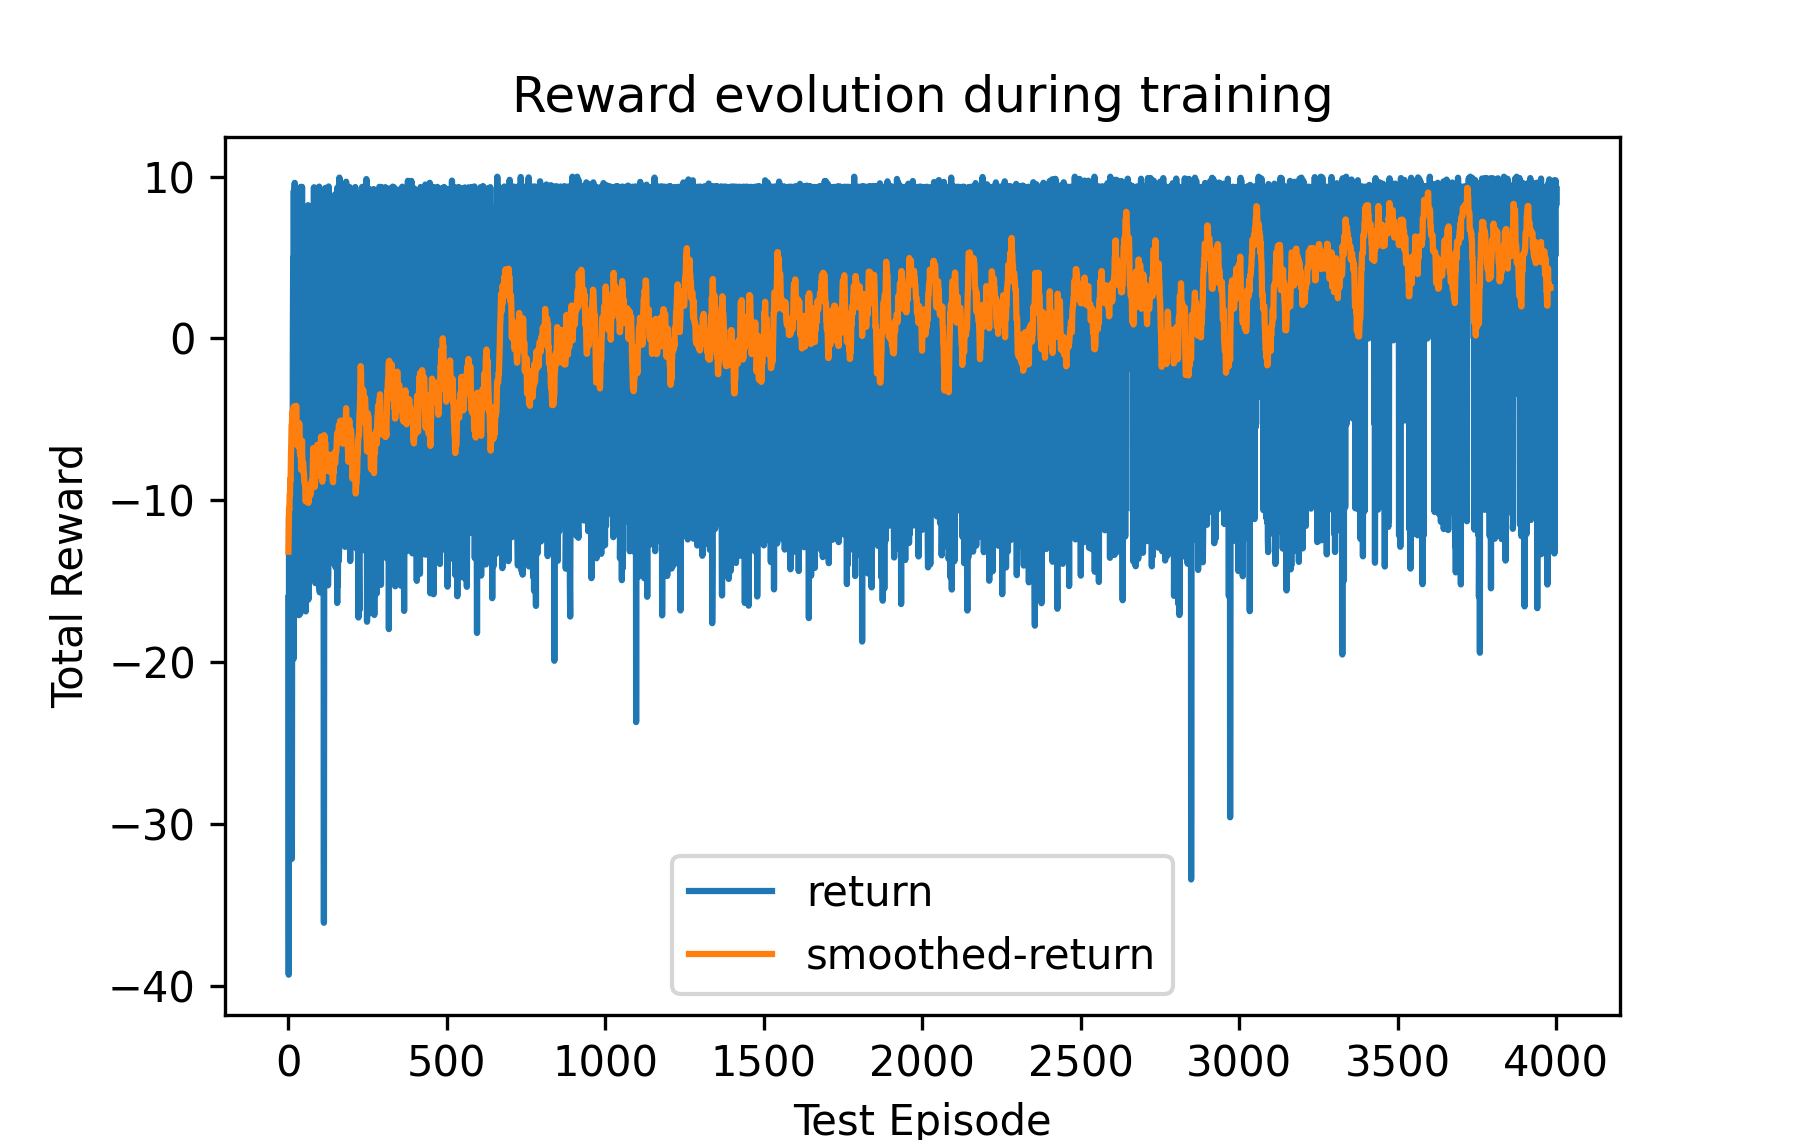 Reward evolution during training
10
0
−10
−20
−30
−40
Total Reward
return
smoothed-return
0 500 1000 1500 2000 2500 3000 3500 4000
Test Episode